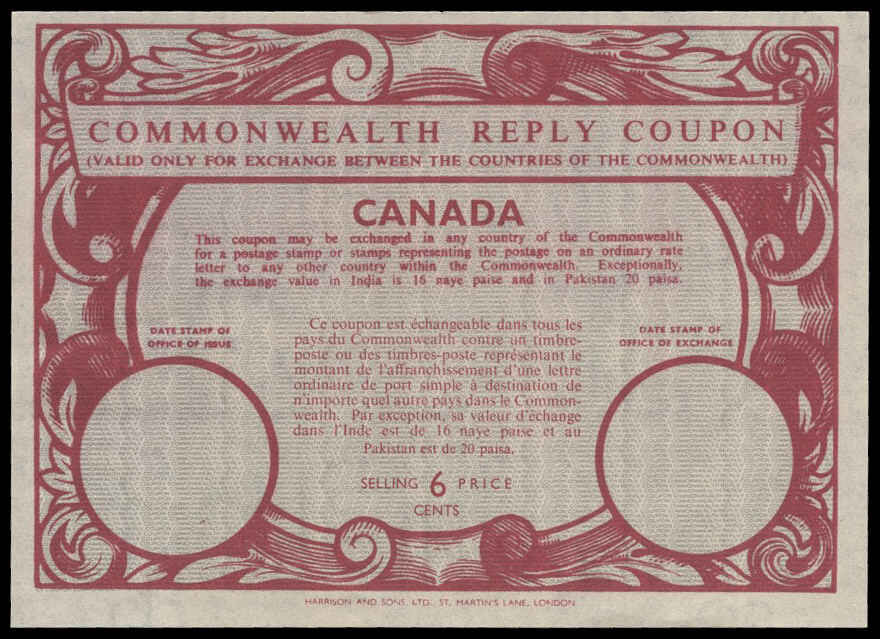 COMMONWEALTH REPLY COUPON
(VALID ONLY FOR EXCHANGE BETWEEN THE COUNTRIES OF THE COMMONWEALTH)
CANADA
This coupon may be exchanged in any country of the Commonwealth
for a postage stamp or stamps representing the postage on an ordinary rate
letter to any other country within the Commonwealth. Exceptionally,
the exchange value in India is 16 naye paise and in Pakistan 20 paisa.
DATE STAMP OF
OFFICE OF ISSUE
Ce coupon est échangeable dans tous les
pays du Commonwealth contre un timbre-
poste ou des timbres-poste représentant le
montant de l'affranchissement d'une lettre
ordinaire de port simple à destination de
n'importe quel autre pays dans le Common-
wealth. Par exception, sa valeur d'échange
dans l'Inde est de 16 naye paise et au
Pakistan est de 20 paisa.
DATE STAMP OF
OFFICE OF EXCHANGE
SELLING 6 PRICE
CENTS
HARRISON AND SONS, LTD., ST. MARTIN'S LANE, LONDON